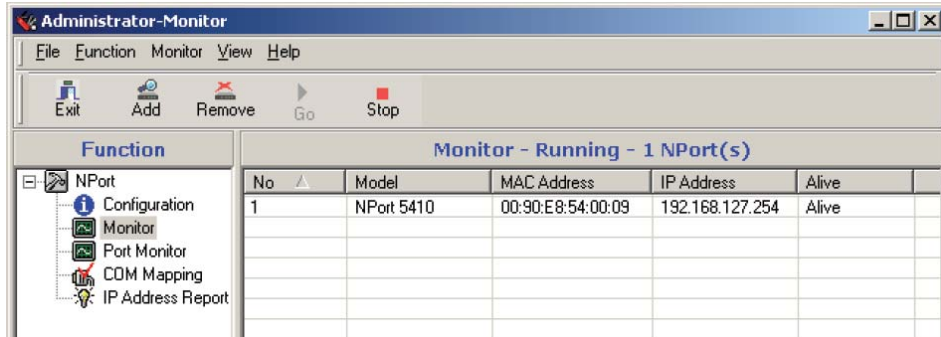 Administrator-Monitor
File Function Monitor View Help
Exit Add Remove Go Stop
Function
Monitor - Running - 1 NPort(s)
NPort
Configuration
Monitor
Port Monitor
COM Mapping
IP Address Report
No Model MAC Address IP Address Alive
1 NPort 5410 00:90:E8:54:00:09 192.168.127.254 Alive